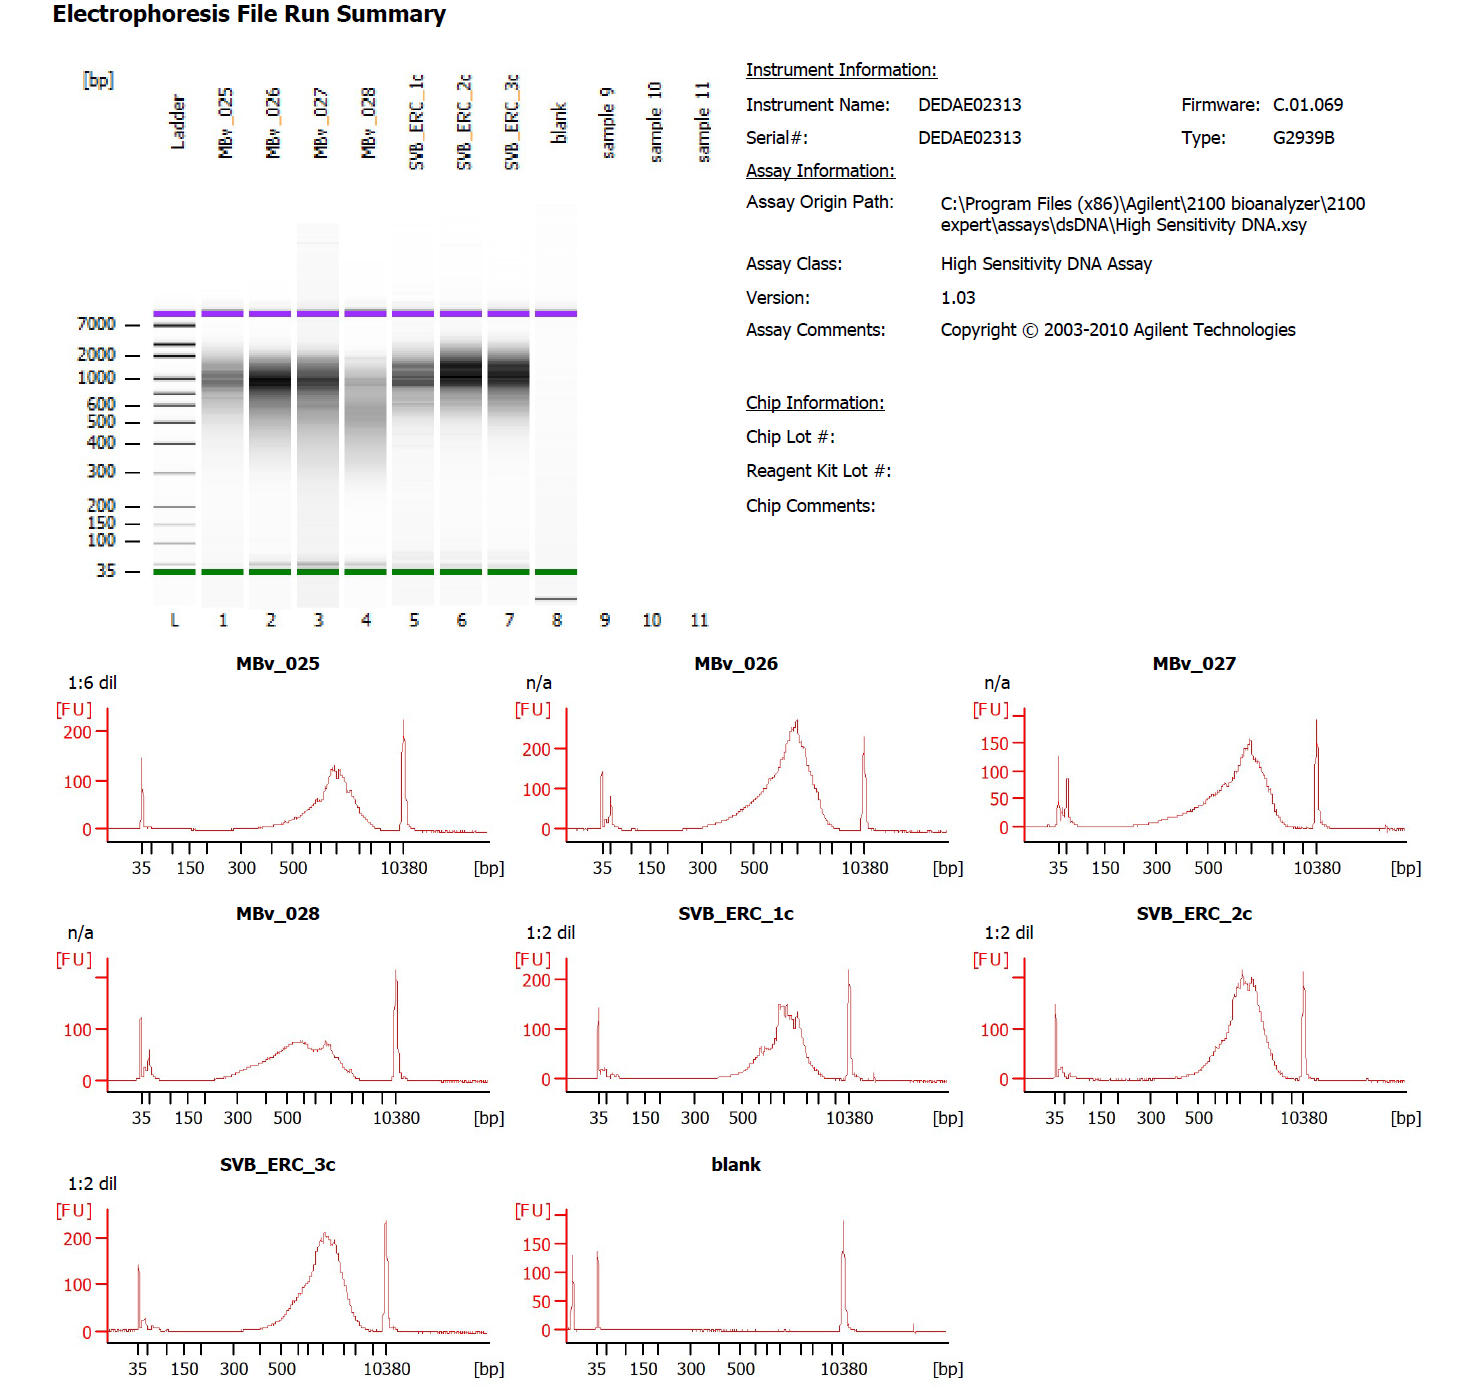 Electrophoresis File Run Summary
[bp]
Ladder
MBv_025
MBv_026
MBv_027
MBv_028
SVB_ERC_1c
SVB_ERC_2c
SVB_ERC_3c
blank
sample 9
sample 10
sample 11
7000
2000
1000
600
500
400
300
200
150
100
35
L 1 2 3 4 5 6 7 8 9 10 11
Instrument Information:
Instrument Name: DEDAE02313 Firmware: C.01.069
Serial#: DEDAE02313 Type: G2939B
Assay Information:
Assay Origin Path: C:\Program Files (x86)\Agilent\2100 bioanalyzer\2100
expert\assays\dsDNA\High Sensitivity DNA.xsy
Assay Class: High Sensitivity DNA Assay
Version: 1.03
Assay Comments: Copyright © 2003-2010 Agilent Technologies
Chip Information:
Chip Lot #:
Reagent Kit Lot #:
Chip Comments:
MBv_025
1:6 dil
[FU]
200
100
0
35 150 300 500 10380 [bp]
MBv_026
n/a
[FU]
200
100
0
35 150 300 500 10380 [bp]
MBv_027
n/a
[FU]
150
100
50
0
35 150 300 500 10380 [bp]
MBv_028
n/a
[FU]
100
0
35 150 300 500 10380 [bp]
SVB_ERC_1c
1:2 dil
[FU]
200
100
0
35 150 300 500 10380 [bp]
SVB_ERC_2c
1:2 dil
[FU]
100
0
35 150 300 500 10380 [bp]
SVB_ERC_3c
1:2 dil
[FU]
200
100
0
35 150 300 500 10380 [bp]
blank
[FU]
150
100
50
0
35 150 300 500 10380 [bp]